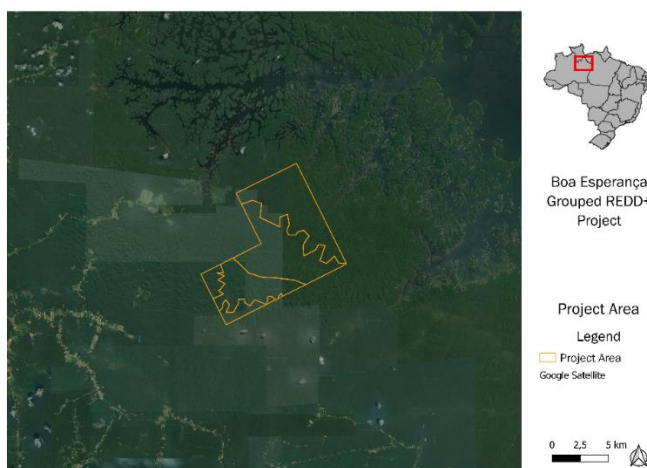 Boa Esperança
Grouped REDD+
Project
Project Area
Legend
Project Area
Google Satellite
0 2,5 5 km